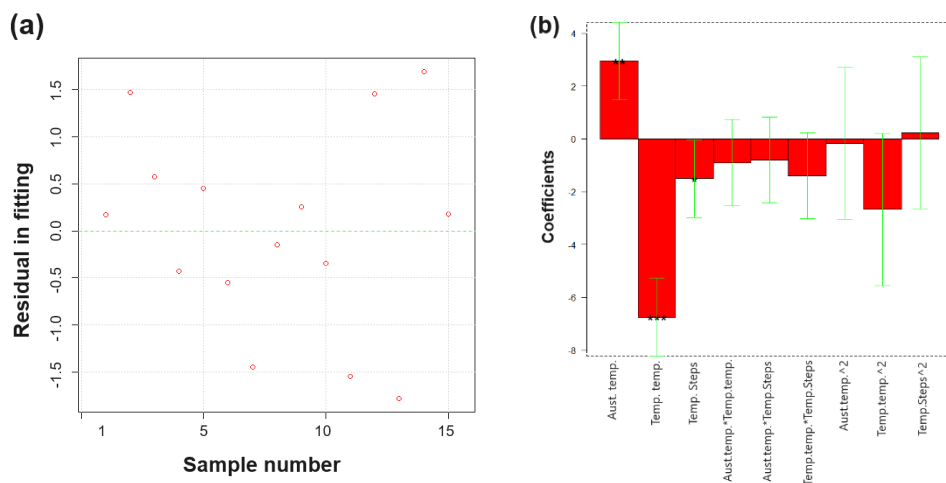 (a)
Residual in fitting
1.5
1.0
0.5
0.0
-0.5
-1.0
-1.5
1 5 10 15
Sample number
(b)
Coefficients
4
2
0
-2
-4
-6
-8
**
***
*
Aust. temp.
Temp. temp.
Temp. Steps
Aust.temp.*Temp.temp.
Aust.temp.*Temp.Steps
Temp.temp.*Temp.Steps
Aust.temp.^2
Temp.temp.^2
Temp.Steps^2